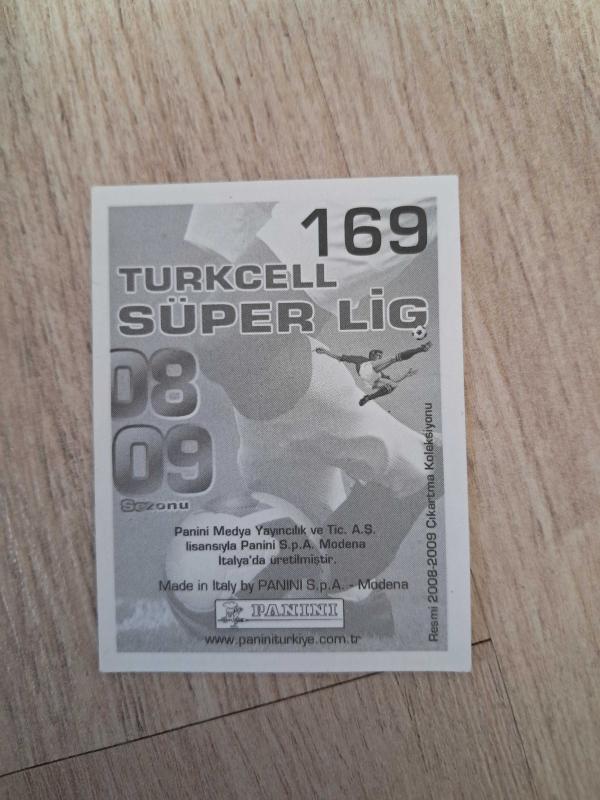 169
TURKCELL
SÜPER LİG
08
09
Sezonu
Resmi 2008-2009 Çıkartma Koleksiyonu
Panini Medya Yayıncılık ve Tic. A.Ş.
lisansıyla Panini S.p.A. Modena
İtalya'da üretilmiştir.
Made in Italy by PANINI S.p.A. - Modena
PANINI
www.paniniturkiye.com.tr